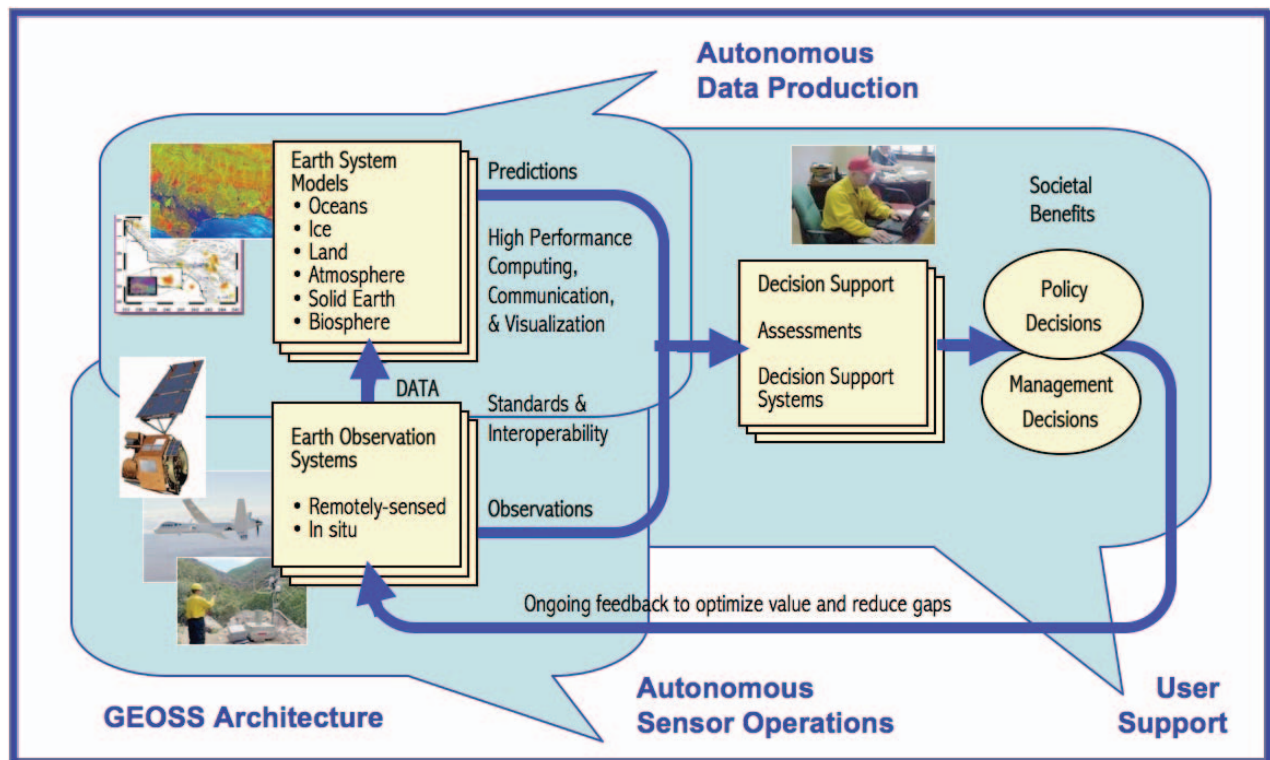 Autonomous
Data Production
Earth System
Models
• Oceans
• Ice
• Land
• Atmosphere
• Solid Earth
• Biosphere
Predictions
High Performance
Computing,
Communication,
& Visualization
Societal
Benefits
Decision Support
Assessments
Decision Support
Systems
Policy
Decisions
Management
Decisions
DATA
Standards &
Interoperability
Earth Observation
Systems
• Remotely-sensed
• In situ
Observations
Ongoing feedback to optimize value and reduce gaps
GEOSS Architecture
Autonomous
Sensor Operations
User
Support